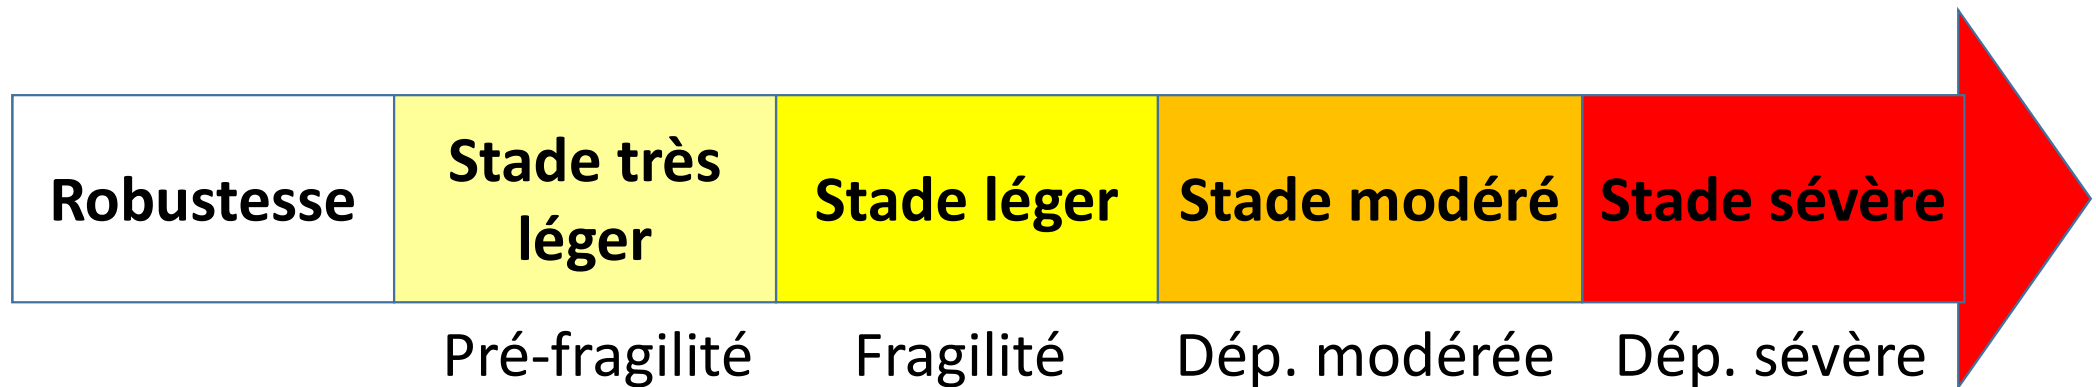 Robustesse
Stade très
léger
Stade léger
Stade modéré
Stade sévère
Pré-fragilité
Fragilité
Dép. modérée
Dép. sévère